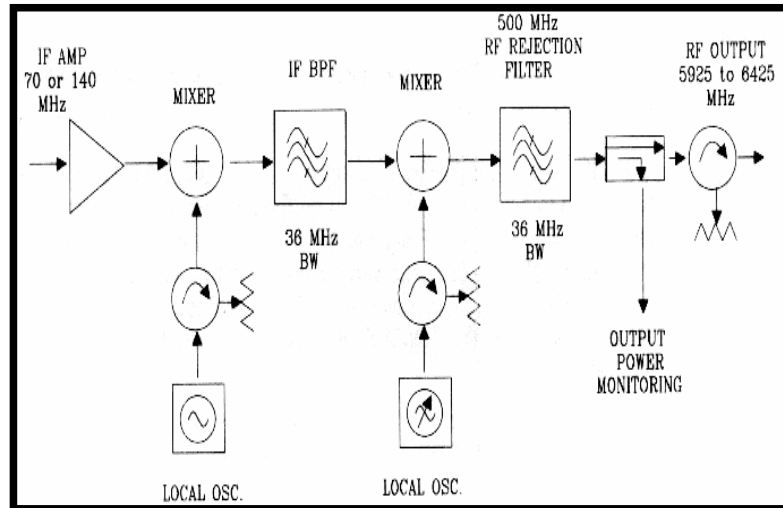 IF AMP
70 or 140
MHz
MIXER
IF BPF
36 MHz
BW
MIXER
500 MHz
RF REJECTION
FILTER
36 MHz
BW
RF OUTPUT
5925 to 6425
MHz
OUTPUT
POWER
MONITORING
LOCAL OSC.
LOCAL OSC.